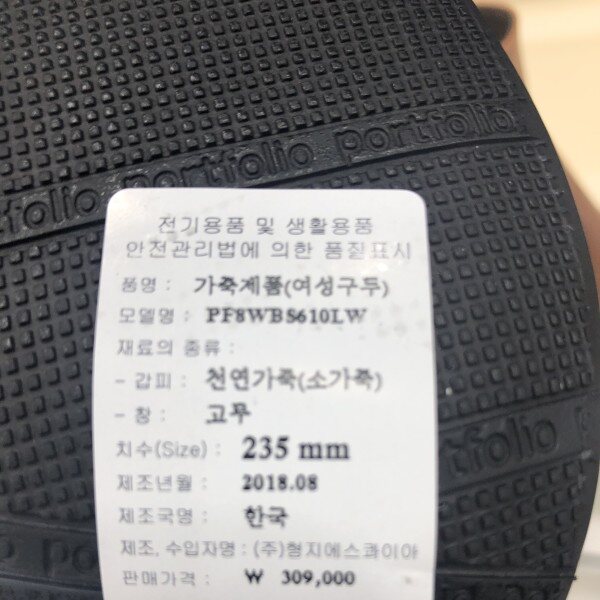 folio portfolio portfolio
전기용품 및 생활용품
안전관리법에 의한 품질표시
품명 : 가죽제품(여성구두)
모델명 : PF8WBS610LW
재료의 종류 :
- 갑피 : 천연가죽(소가죽)
- 창 : 고무
치수(Size) : 235 mm
제조년월 : 2018.08
제조국명 : 한국
제조, 수입자명 : (주)형지에스콰이아
판매가격 : ₩ 309,000
tfolio